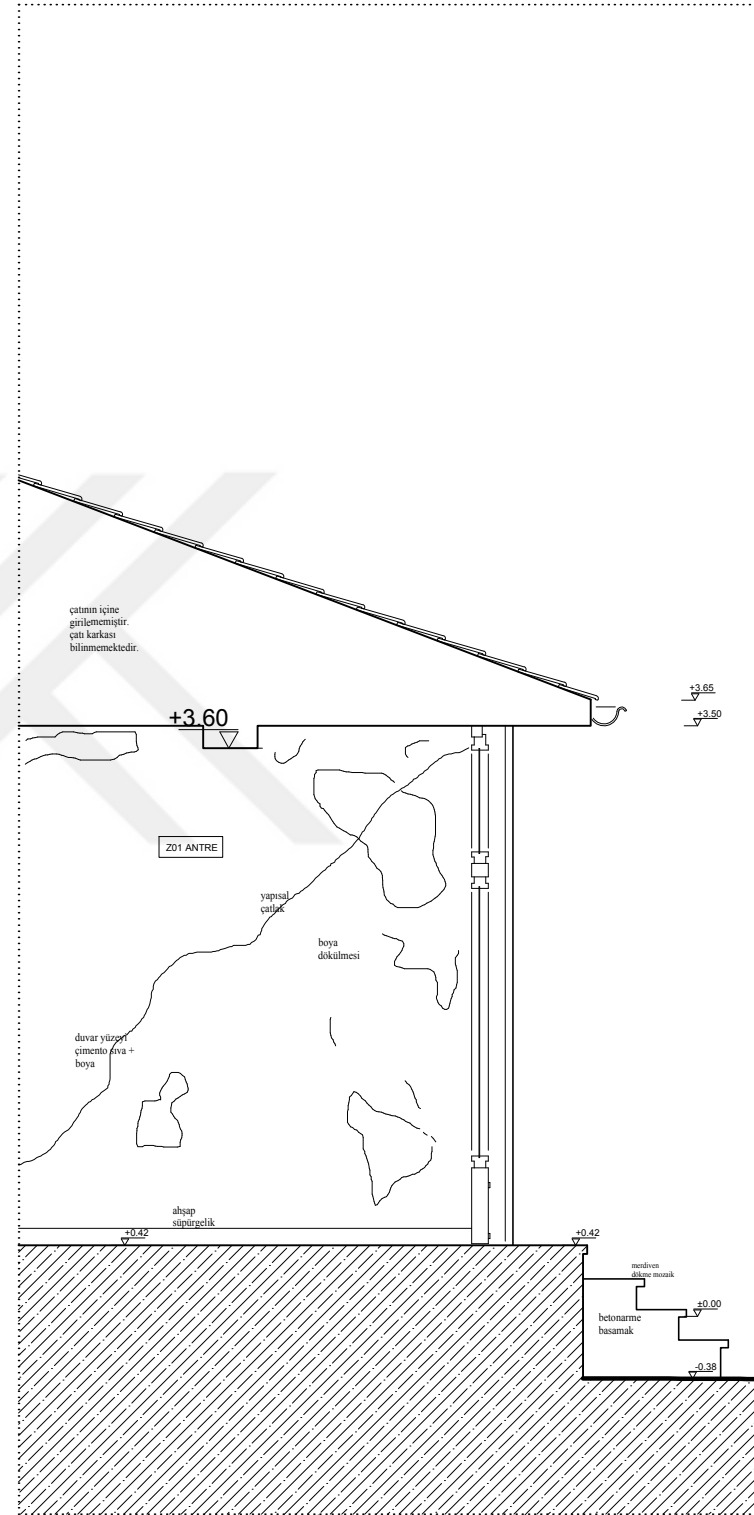 çatının içine
girilememiştir.
çatı karkası
bilinmemektedir.
+3.65
+3.60
+3.50
Z01 ANTRE
yapısal
çatlak
boya
dökülmesi
duvar yüzeyi
çimento sıva +
boya
ahşap
süpürgelik
+0.42
+0.42
merdiven
dökme mozaik
±0.00
betonarme
basamak
-0.38